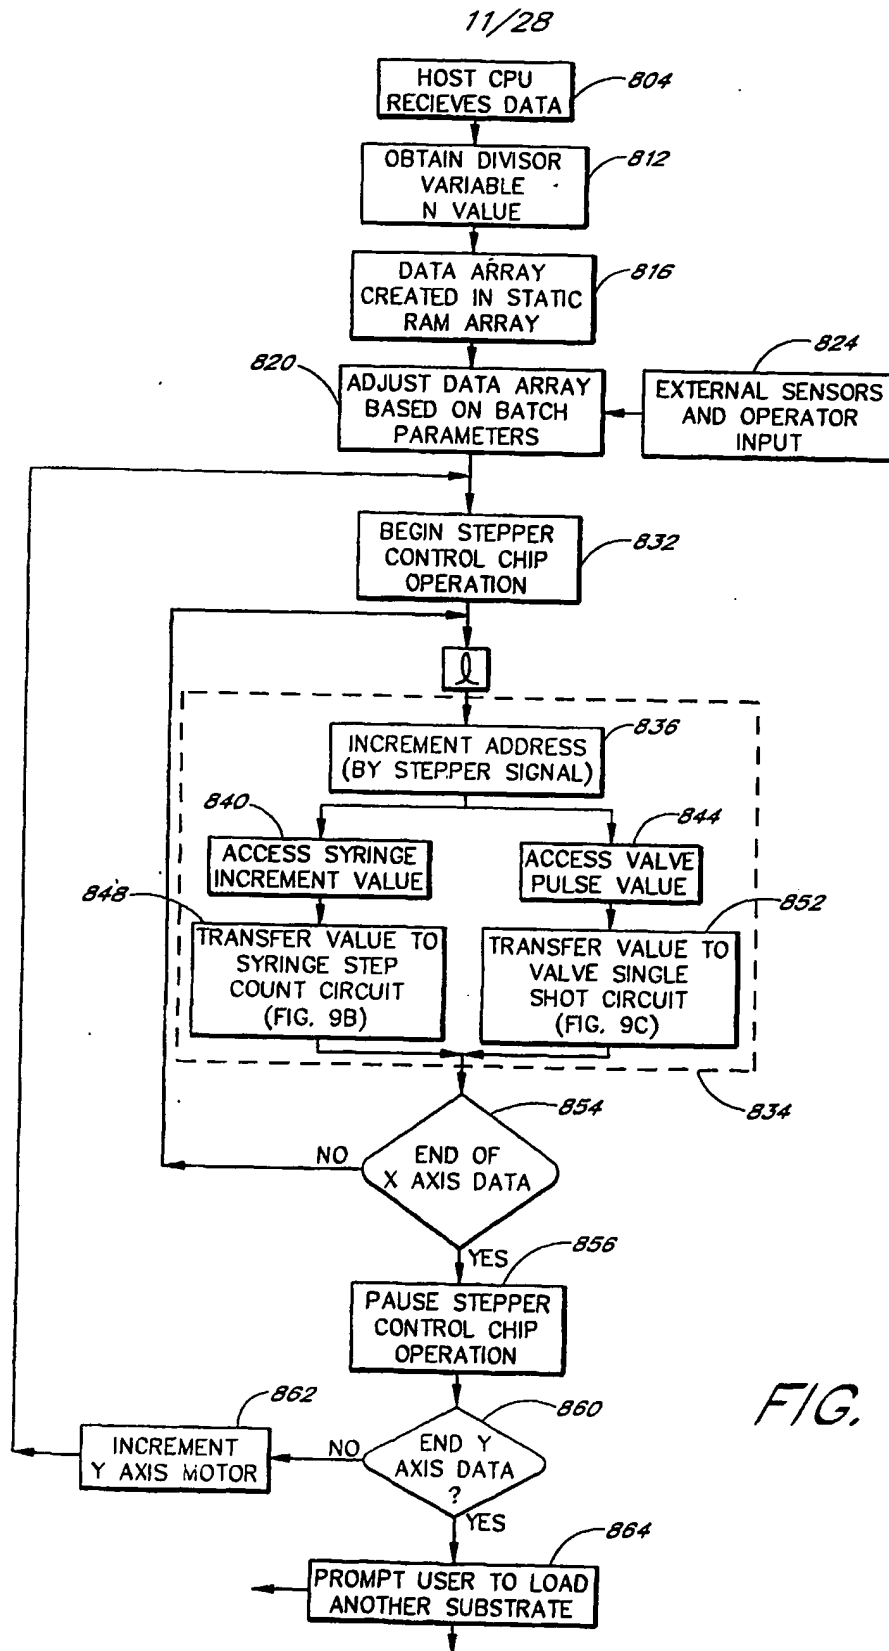 11/28
HOST CPU
RECIEVES DATA
804
OBTAIN DIVISOR
VARIABLE
N VALUE
812
DATA ARRAY
CREATED IN STATIC
RAM ARRAY
816
820
ADJUST DATA ARRAY
BASED ON BATCH
PARAMETERS
824
EXTERNAL SENSORS
AND OPERATOR
INPUT
BEGIN STEPPER
CONTROL CHIP
OPERATION
832
l
INCREMENT ADDRESS
(BY STEPPER SIGNAL)
836
840
ACCESS SYRINGE
INCREMENT VALUE
844
ACCESS VALVE
PULSE VALUE
848
TRANSFER VALUE TO
SYRINGE STEP
COUNT CIRCUIT
(FIG. 9B)
852
TRANSFER VALUE TO
VALVE SINGLE
SHOT CIRCUIT
(FIG. 9C)
834
854
END OF
X AXIS DATA
NO
YES
856
PAUSE STEPPER
CONTROL CHIP
OPERATION
862
INCREMENT
Y AXIS MOTOR
NO
860
END Y
AXIS DATA
?
YES
FIG.
864
PROMPT USER TO LOAD
ANOTHER SUBSTRATE